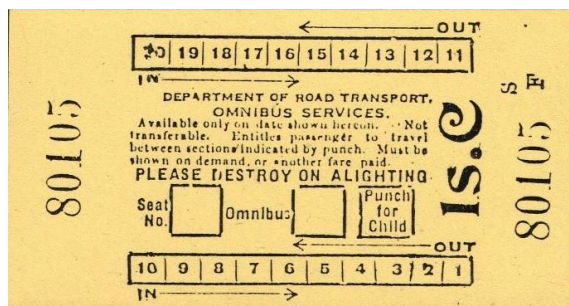 OUT
20 19 18 17 16 15 14 13 12 11
IN
DEPARTMENT OF ROAD TRANSPORT,
OMNIBUS SERVICES.
Available only on date shown hereon. Not
transferable. Entitles passenger to travel
between sections indicated by punch. Must be
shown on demand, or another fare paid.
PLEASE DESTROY ON ALIGHTING
Seat
No.
Omnibus
Punch
for
Child
OUT
10 9 8 7 6 5 4 3 2 1
IN
80105
1S.C
S F
80105